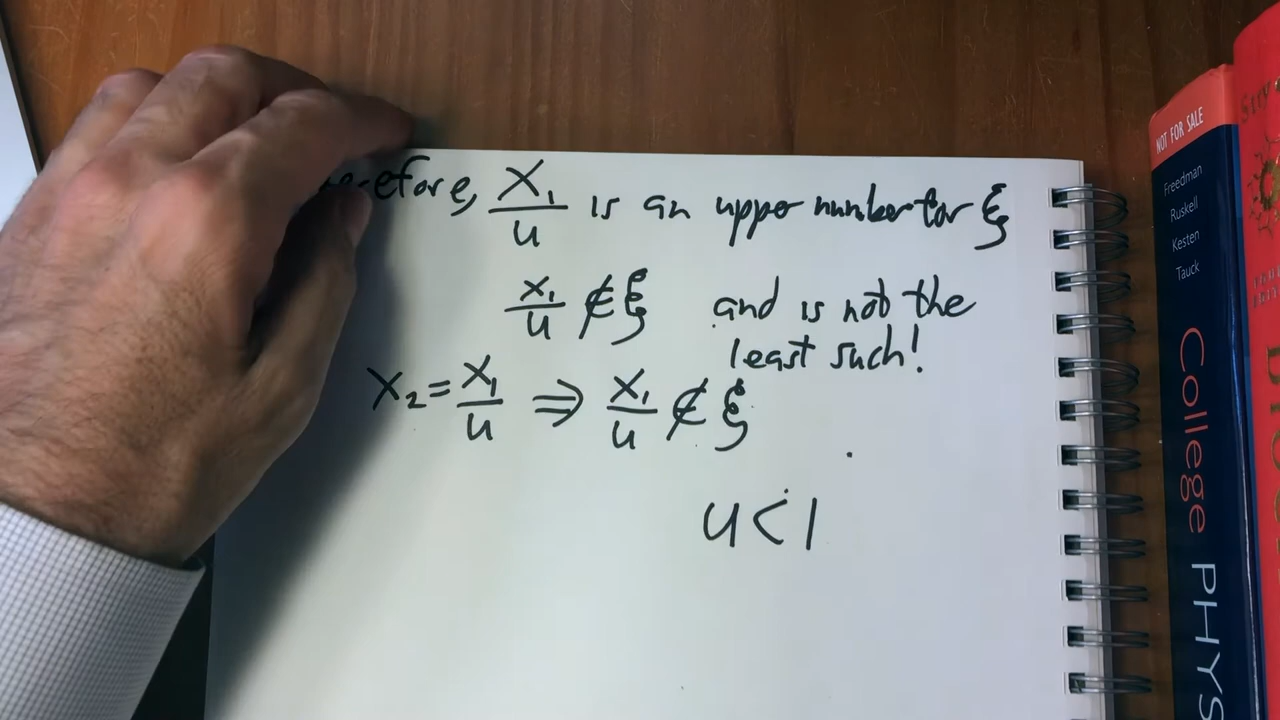 Therefore, X₁/u is an upper number for ξ
X₁/u ∉ ξ and is not the
least such!
X₂ = X₁/u ⇒ X₁/u ∉ ξ
u < 1
NOT FOR SALE
Freedman
Ruskell
Kesten
Tauck
College PHYS